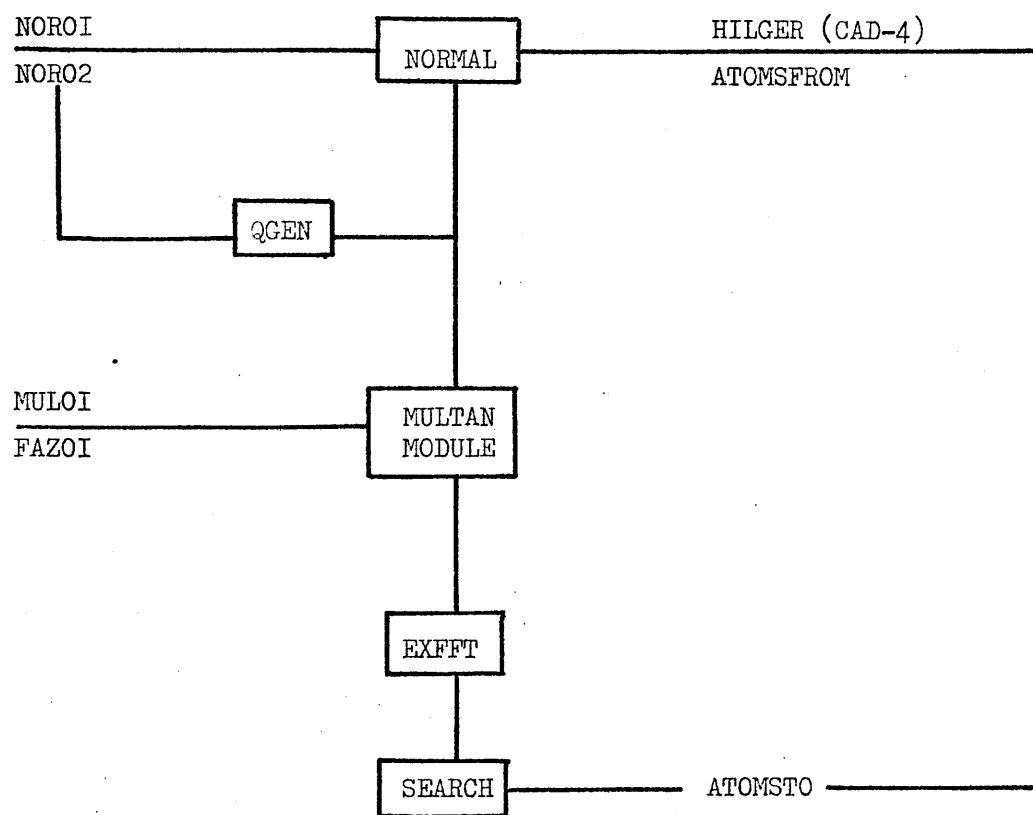 NOROI
NORMAL
HILGER (CAD-4)
NORO2
ATOMSFROM
QGEN
MULOI
MULTAN
MODULE
FAZOI
EXFFT
SEARCH
ATOMSTO